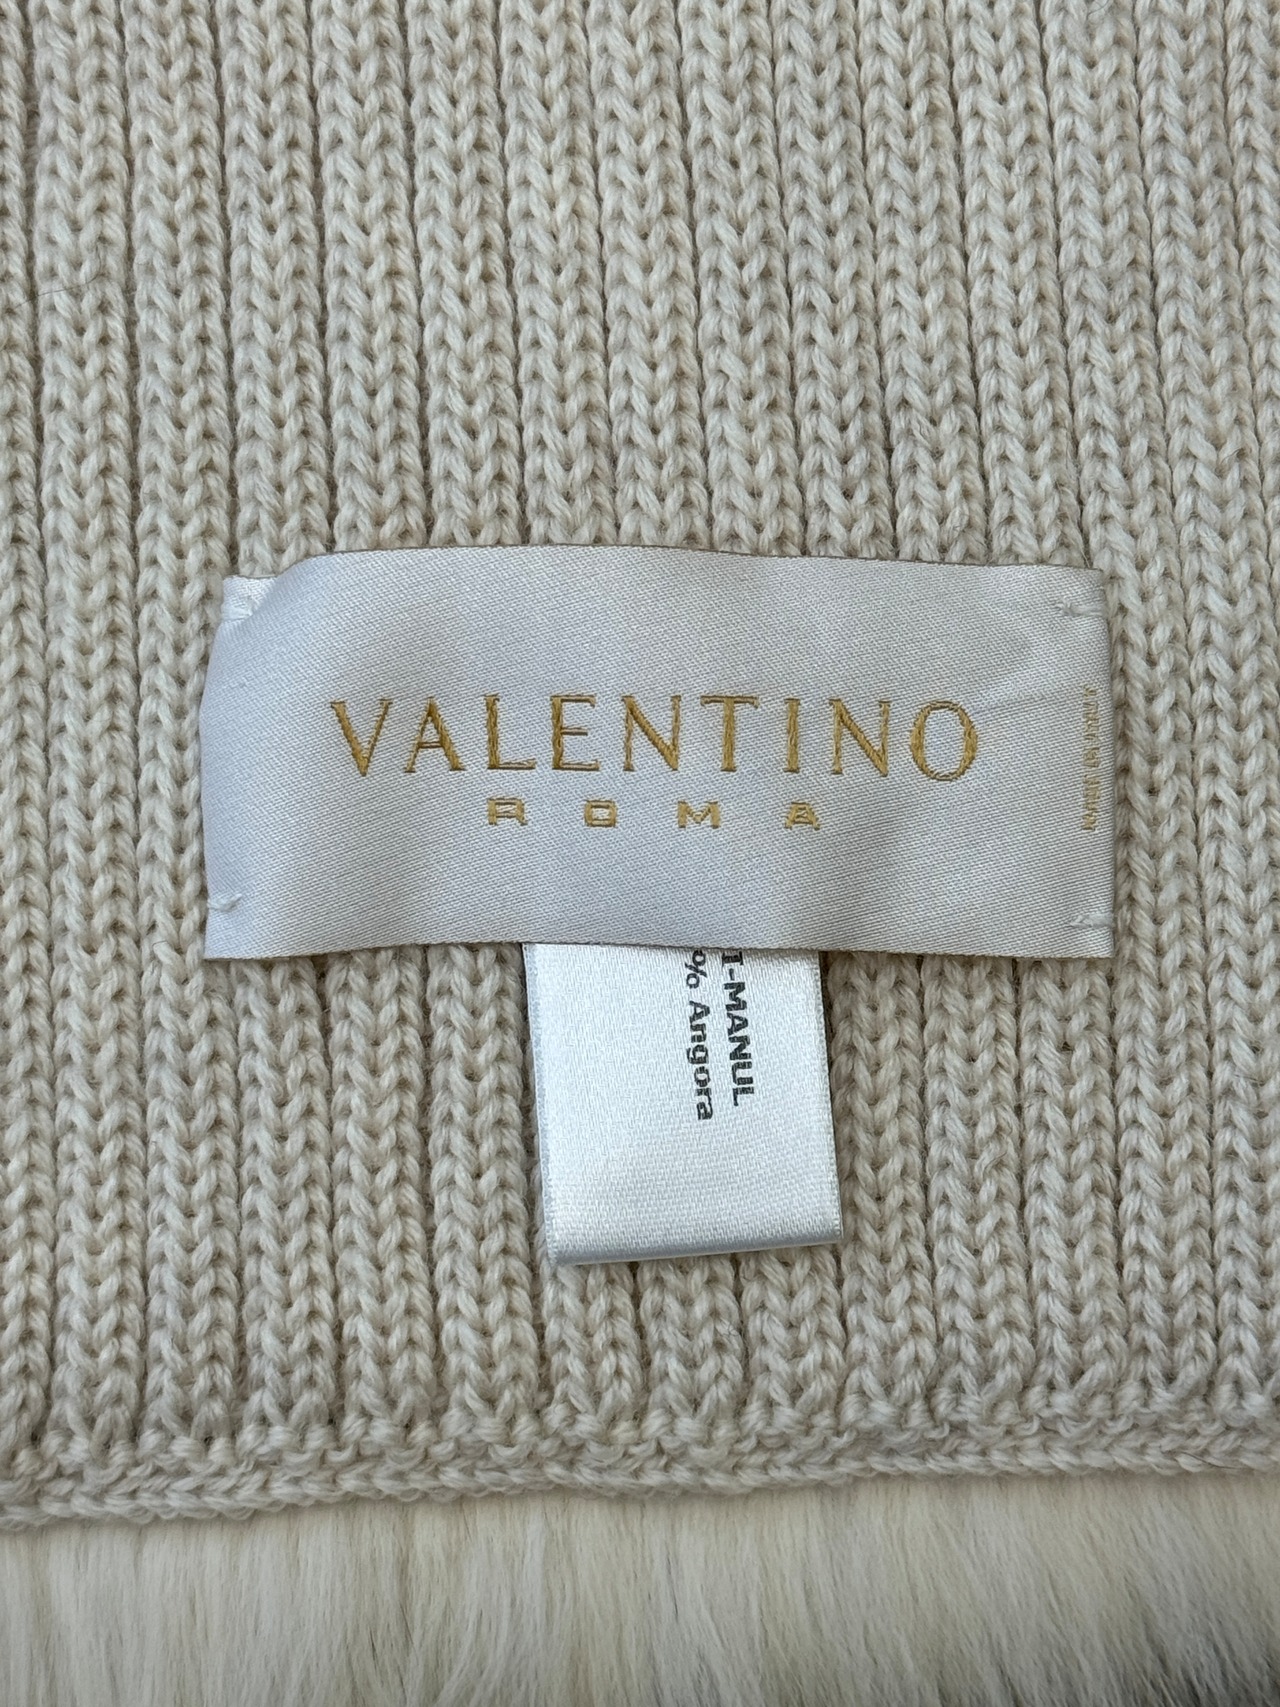 VALENTINO
ROMA
T-MANUL
% Angora